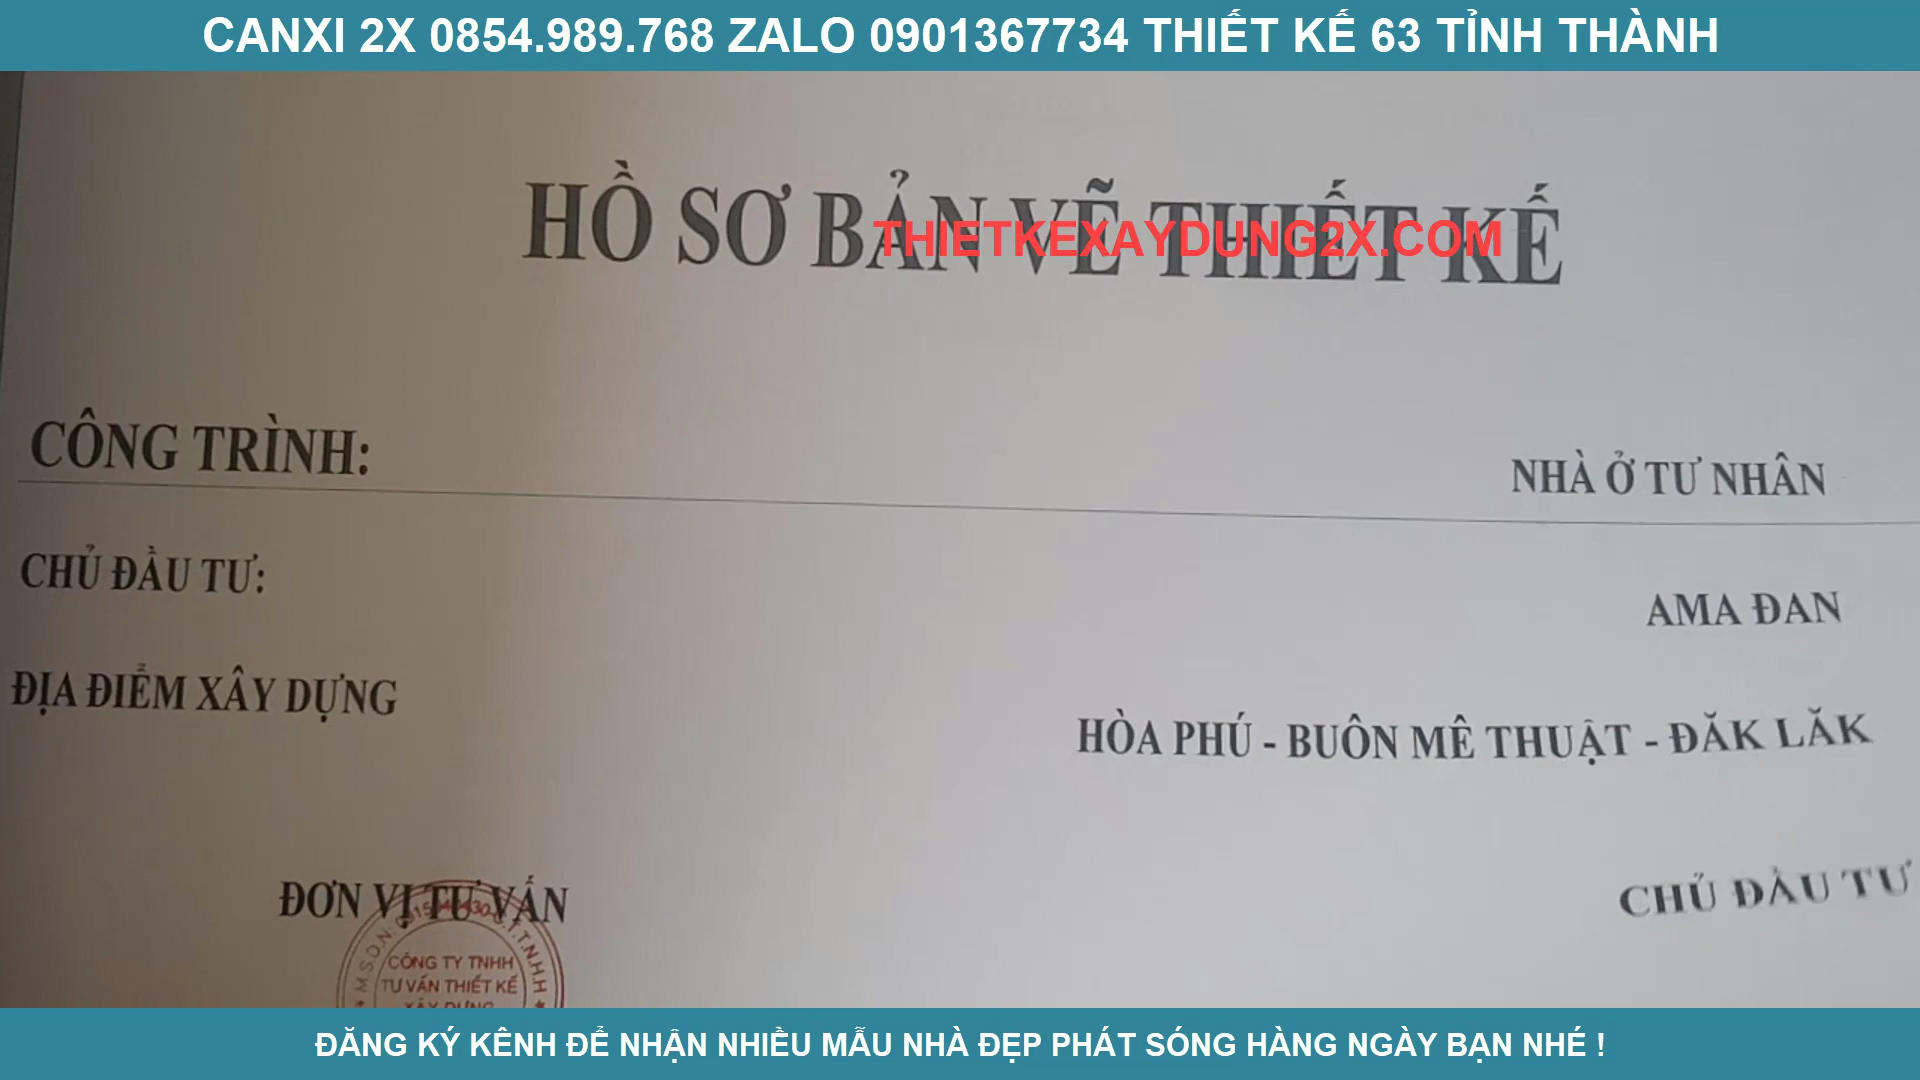 CANXI 2X 0854.989.768 ZALO 0901367734 THIẾT KẾ 63 TỈNH THÀNH
HỒ SƠ BẢN VẼ THIẾT KẾ
THIETKEXAYDUNG2X.COM
CÔNG TRÌNH: NHÀ Ở TƯ NHÂN
CHỦ ĐẦU TƯ: AMA ĐAN
ĐỊA ĐIỂM XÂY DỰNG HÒA PHÚ - BUÔN MÊ THUẬT - ĐĂK LĂK
ĐƠN VỊ TƯ VẤN CHỦ ĐẦU TƯ
CÔNG TY TNHH
TƯ VẤN THIẾT KẾ
XÂY DỰNG
ĐĂNG KÝ KÊNH ĐỂ NHẬN NHIỀU MẪU NHÀ ĐẸP PHÁT SÓNG HÀNG NGÀY BẠN NHÉ !